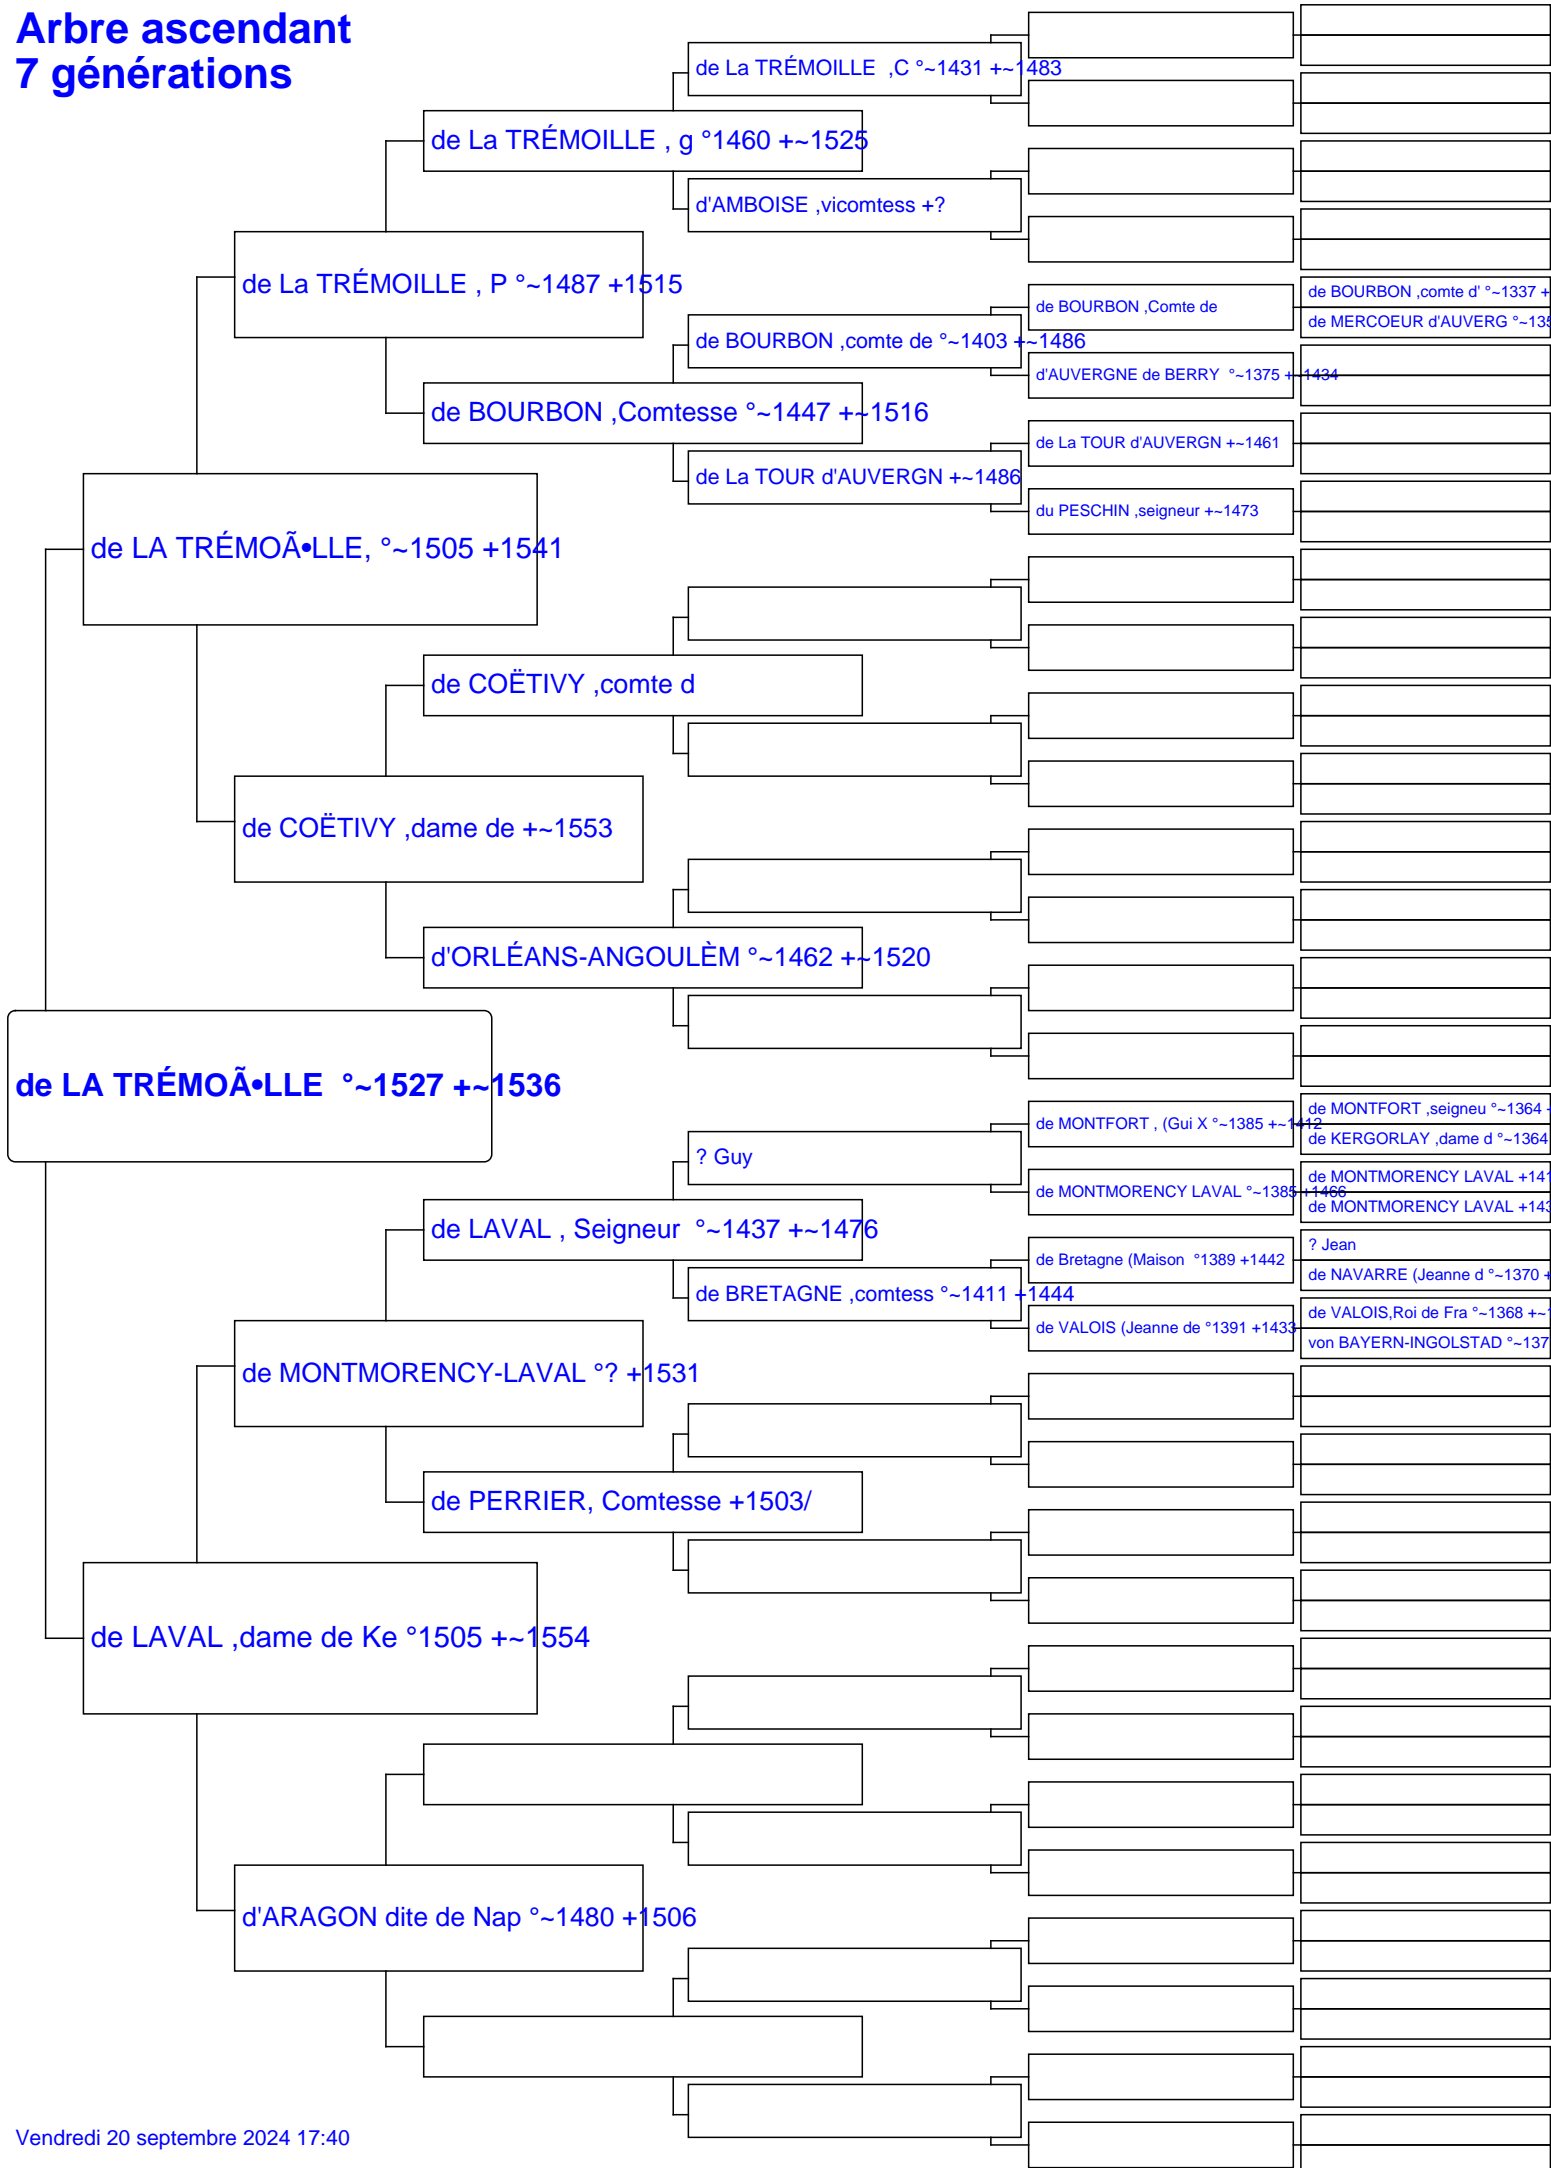 Arbre ascendant
7 générations
de La TRÉMOILLE ,C °~1431 +~1483
de La TRÉMOILLE , g °1460 +~1525
d'AMBOISE ,vicomtess +?
de La TRÉMOILLE , P °~1487 +1515
de BOURBON ,comte d' °~1337 +
de BOURBON ,Comte de
de MERCOEUR d'AUVERG °~135
de BOURBON ,comte de °~1403 +~1486
d'AUVERGNE de BERRY °~1375 +~1434
de BOURBON ,Comtesse °~1447 +~1516
de La TOUR d'AUVERGN +~1461
de La TOUR d'AUVERGN +~1486
du PESCHIN ,seigneur +~1473
de LA TRÉMOÃ•LLE, °~1505 +1541
de COËTIVY ,comte d
de COËTIVY ,dame de +~1553
d'ORLÉANS-ANGOULÈM °~1462 +~1520
de LA TRÉMOÃ•LLE °~1527 +~1536
de MONTFORT ,seigneu °~1364 +
de MONTFORT , (Gui X °~1385 +~1412
de KERGORLAY ,dame d °~1364
? Guy
de MONTMORENCY LAVAL +141
de MONTMORENCY LAVAL °~1385 +1466
de MONTMORENCY LAVAL +143
de LAVAL , Seigneur °~1437 +~1476
? Jean
de Bretagne (Maison °1389 +1442
de NAVARRE (Jeanne d °~1370 +
de BRETAGNE ,comtess °~1411 +1444
de VALOIS,Roi de Fra °~1368 +~1
de VALOIS (Jeanne de °1391 +1433
von BAYERN-INGOLSTAD °~137
de MONTMORENCY-LAVAL °? +1531
de PERRIER, Comtesse +1503/
de LAVAL ,dame de Ke °1505 +~1554
d'ARAGON dite de Nap °~1480 +1506
Vendredi 20 septembre 2024 17:40